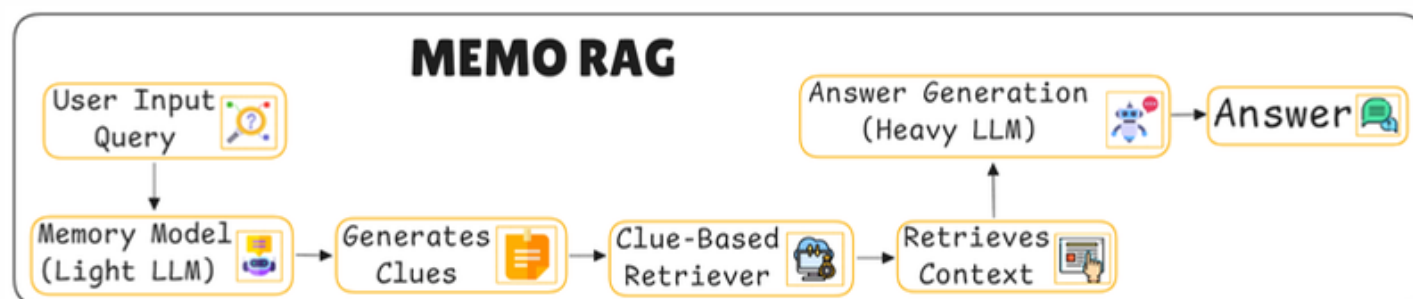 MEMO RAG
User Input
Query
Memory Model
(Light LLM)
Generates
Clues
Clue-Based
Retriever
Retrieves
Context
Answer Generation
(Heavy LLM)
Answer